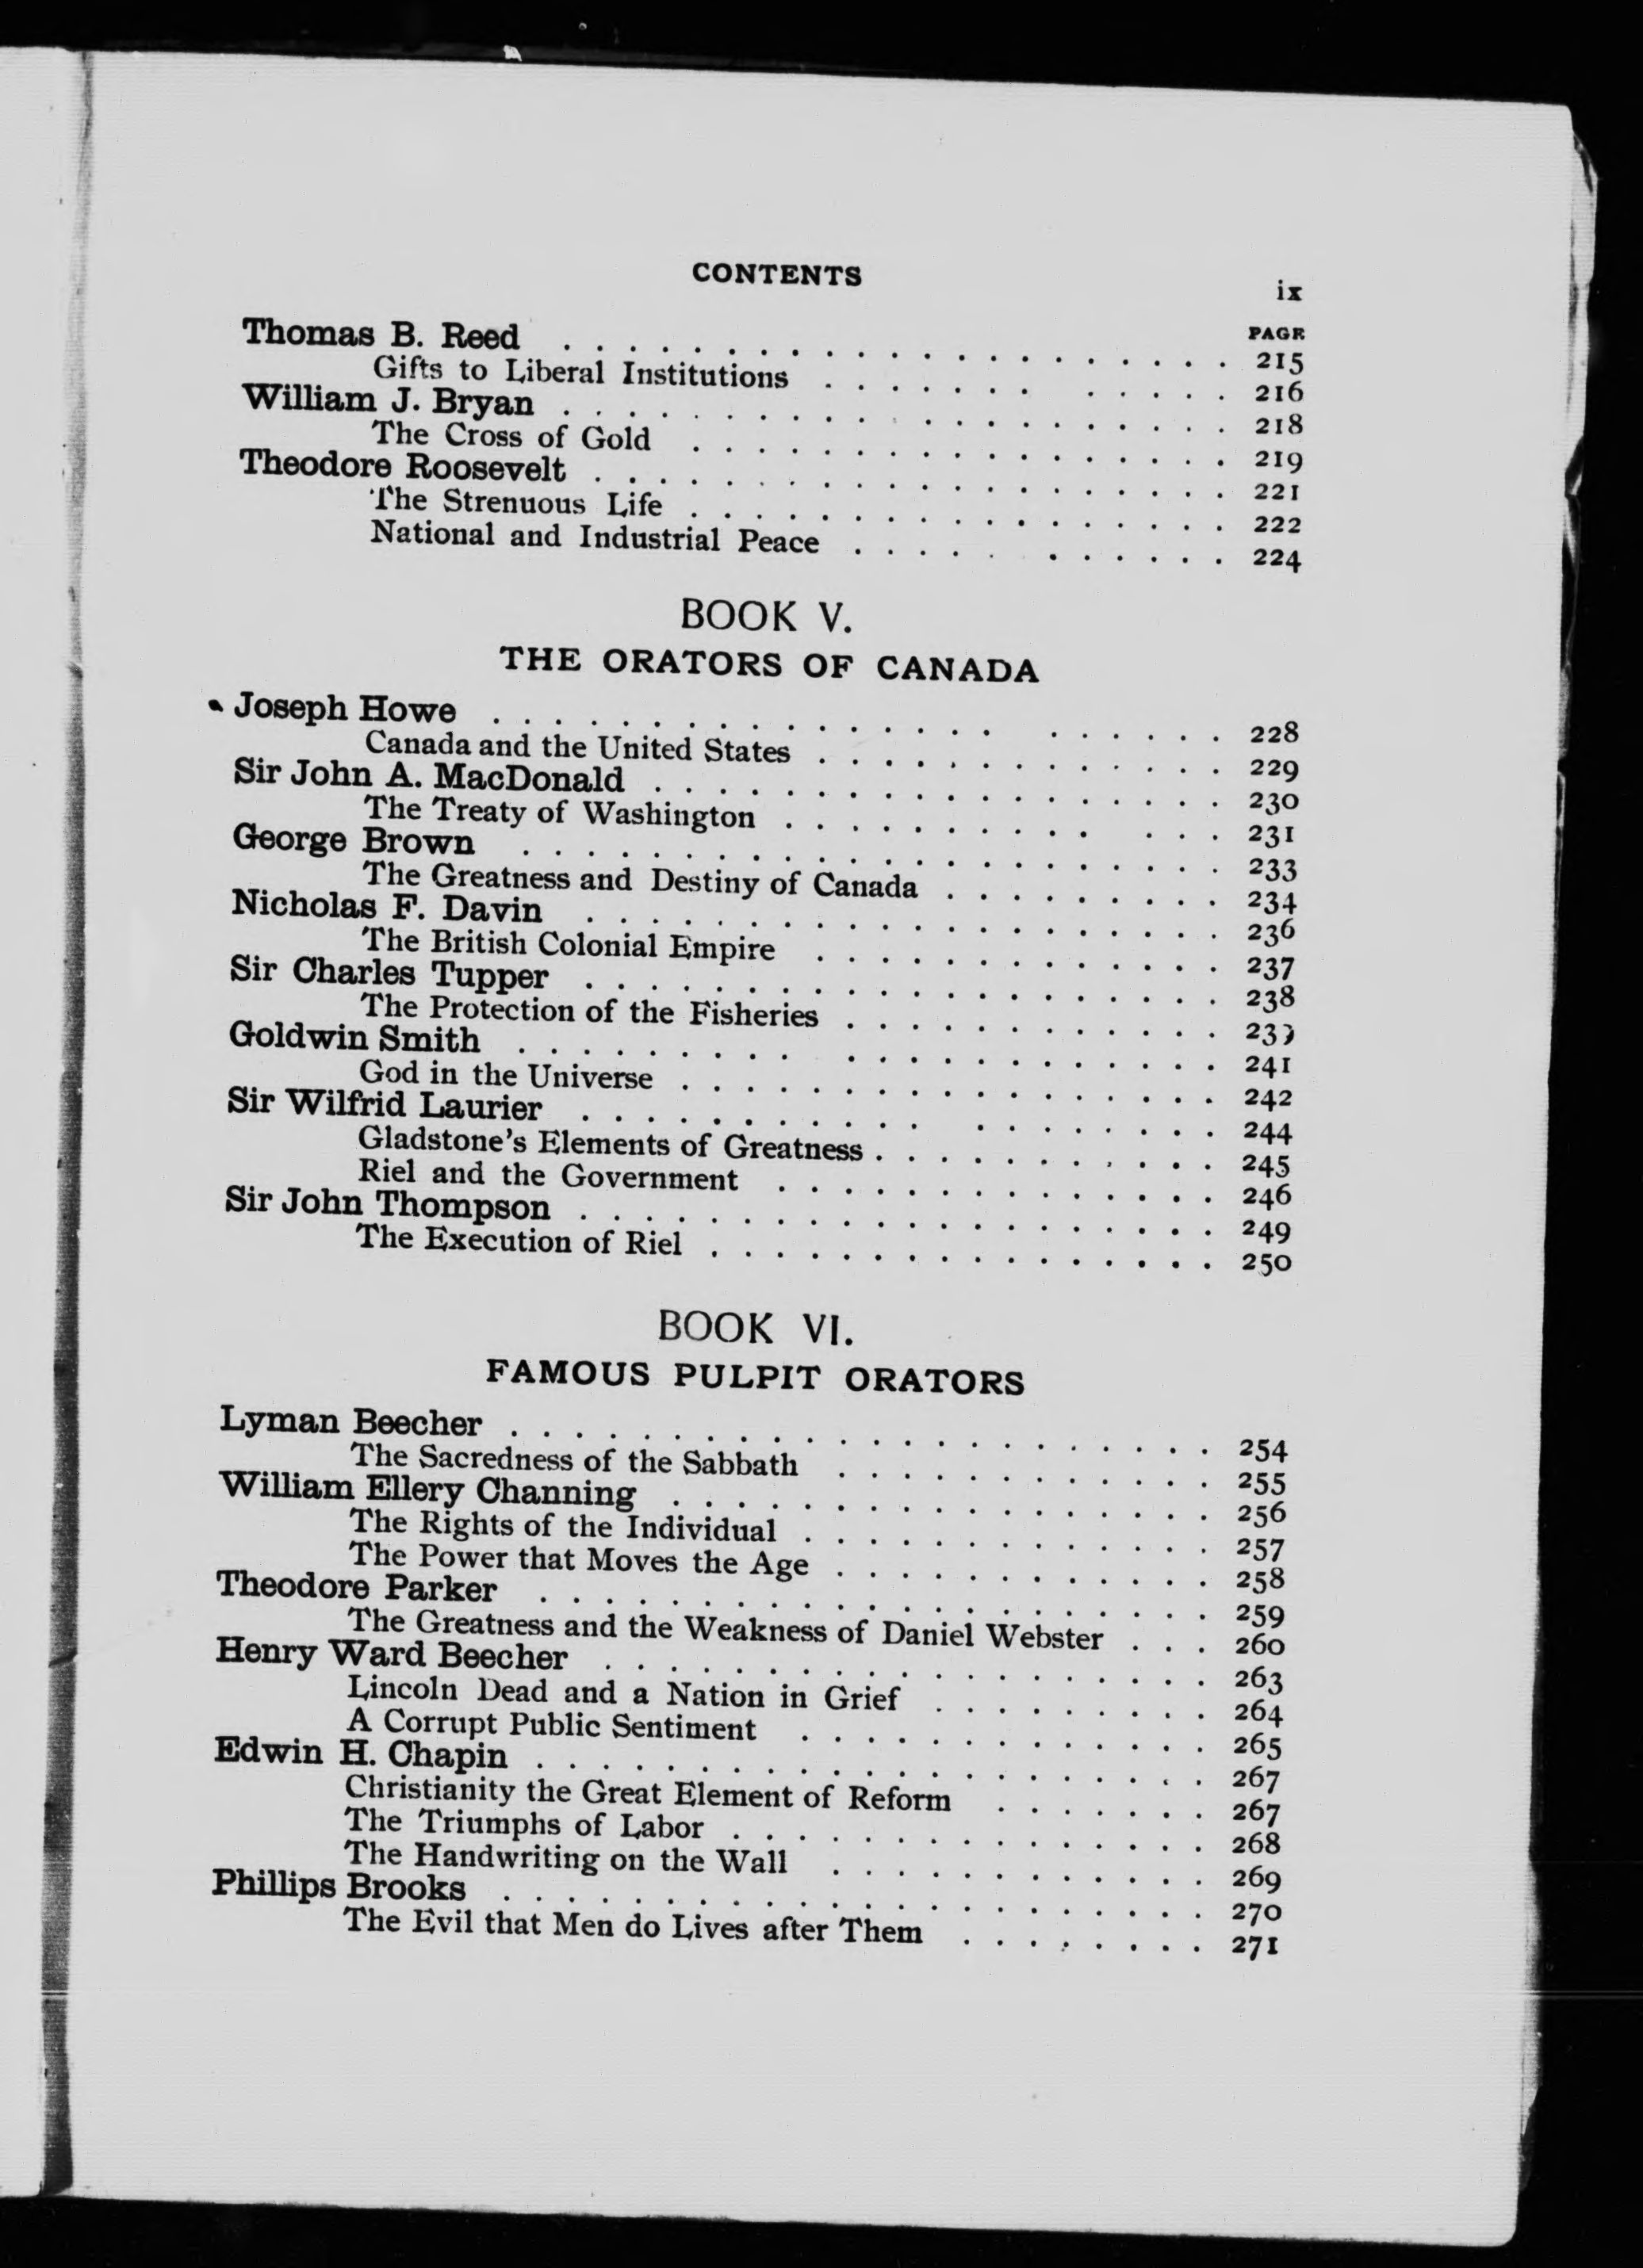 CONTENTS ix
PAGE
Thomas B. Reed . . . . . . . . . . . . . . . . . . . . . 215
Gifts to Liberal Institutions . . . . . . . . . . . . 216
William J. Bryan . . . . . . . . . . . . . . . . . . . . . 218
The Cross of Gold . . . . . . . . . . . . . . . . . 219
Theodore Roosevelt . . . . . . . . . . . . . . . . . . . . 221
The Strenuous Life . . . . . . . . . . . . . . . . . 222
National and Industrial Peace . . . . . . . . . . . 224
BOOK V.
THE ORATORS OF CANADA
Joseph Howe . . . . . . . . . . . . . . . . . . . . . . 228
Canada and the United States . . . . . . . . . . . . . 229
Sir John A. MacDonald . . . . . . . . . . . . . . . . . . 230
The Treaty of Washington . . . . . . . . . . . . . 231
George Brown . . . . . . . . . . . . . . . . . . . . . . 233
The Greatness and Destiny of Canada . . . . . . . . . 234
Nicholas F. Davin . . . . . . . . . . . . . . . . . . . . 236
The British Colonial Empire . . . . . . . . . . . . . 237
Sir Charles Tupper . . . . . . . . . . . . . . . . . . . . 238
The Protection of the Fisheries . . . . . . . . . . . . 239
Goldwin Smith . . . . . . . . . . . . . . . . . . . . . 241
God in the Universe . . . . . . . . . . . . . . . . . 242
Sir Wilfrid Laurier . . . . . . . . . . . . . . . . . . . 244
Gladstone's Elements of Greatness . . . . . . . . . . . 245
Riel and the Government . . . . . . . . . . . . . . 246
Sir John Thompson . . . . . . . . . . . . . . . . . . . . 249
The Execution of Riel . . . . . . . . . . . . . . . . 250
BOOK VI.
FAMOUS PULPIT ORATORS
Lyman Beecher . . . . . . . . . . . . . . . . . . . . . . 254
The Sacredness of the Sabbath . . . . . . . . . . . . 255
William Ellery Channing . . . . . . . . . . . . . . . . . 256
The Rights of the Individual . . . . . . . . . . . . . 257
The Power that Moves the Age . . . . . . . . . . . . 258
Theodore Parker . . . . . . . . . . . . . . . . . . . . . 259
The Greatness and the Weakness of Daniel Webster . . . 260
Henry Ward Beecher . . . . . . . . . . . . . . . . . . . 263
Lincoln Dead and a Nation in Grief . . . . . . . . . 264
A Corrupt Public Sentiment . . . . . . . . . . . . . 265
Edwin H. Chapin . . . . . . . . . . . . . . . . . . . . . 267
Christianity the Great Element of Reform . . . . . . . 267
The Triumphs of Labor . . . . . . . . . . . . . . . 268
The Handwriting on the Wall . . . . . . . . . . . . 269
Phillips Brooks . . . . . . . . . . . . . . . . . . . . . . 270
The Evil that Men do Lives after Them . . . . . . . . 271